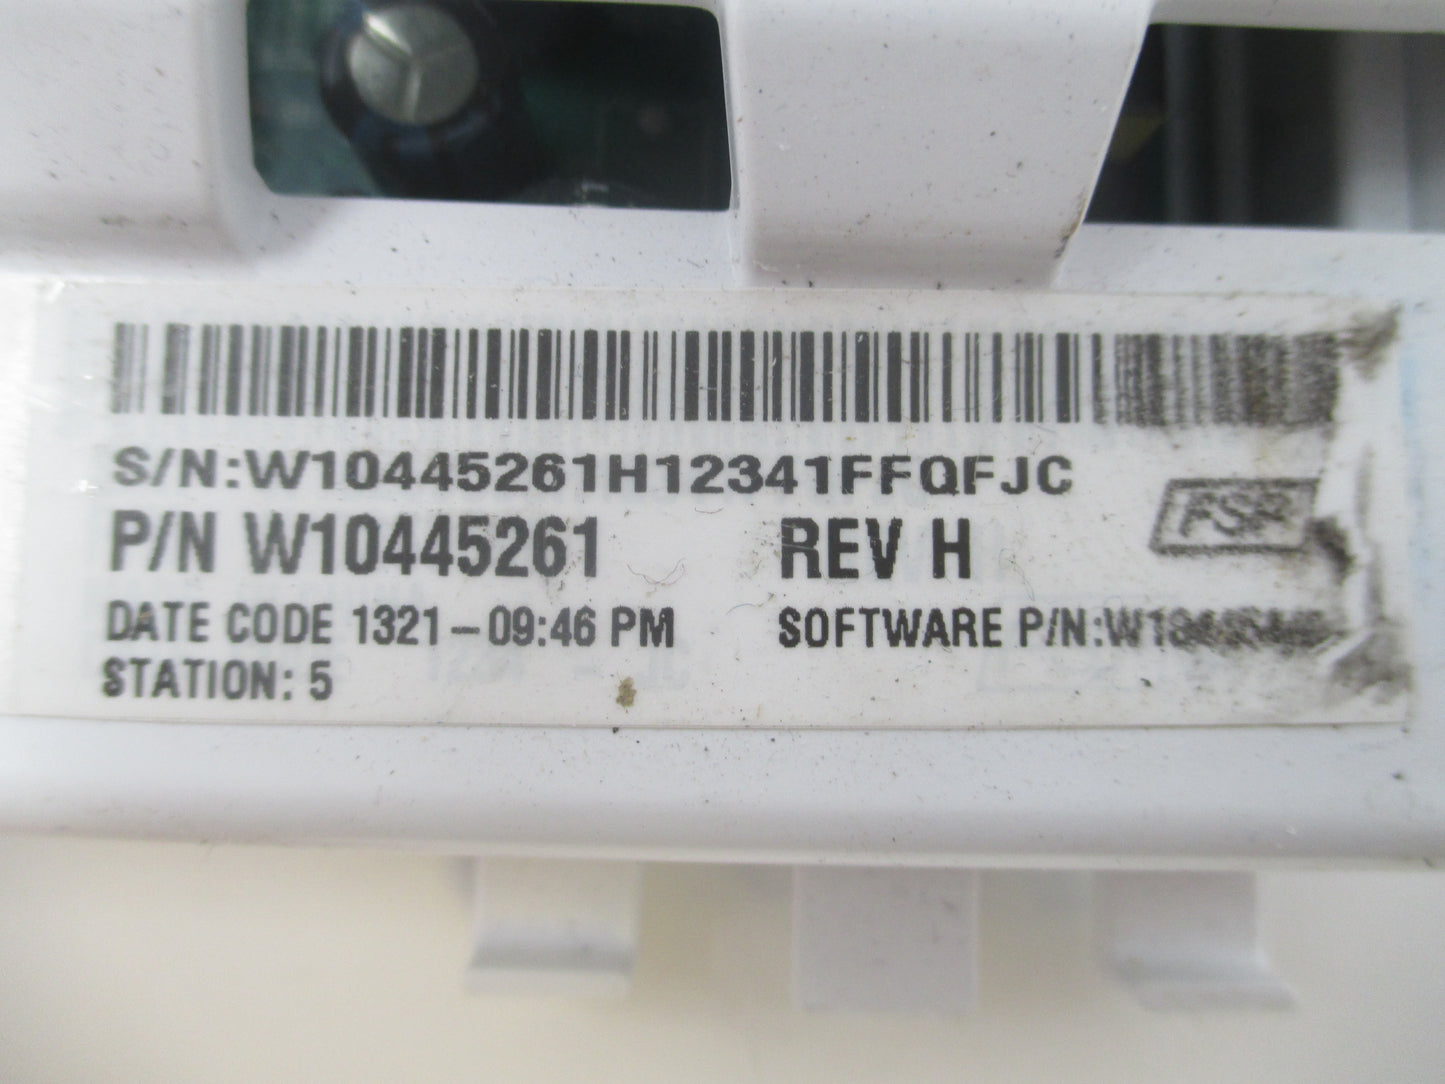 S/N:W10445261H12341FFQFJC
P/N W10445261 REV H
FSP
DATE CODE 1321-09:46 PM SOFTWARE P/N:
STATION: 5